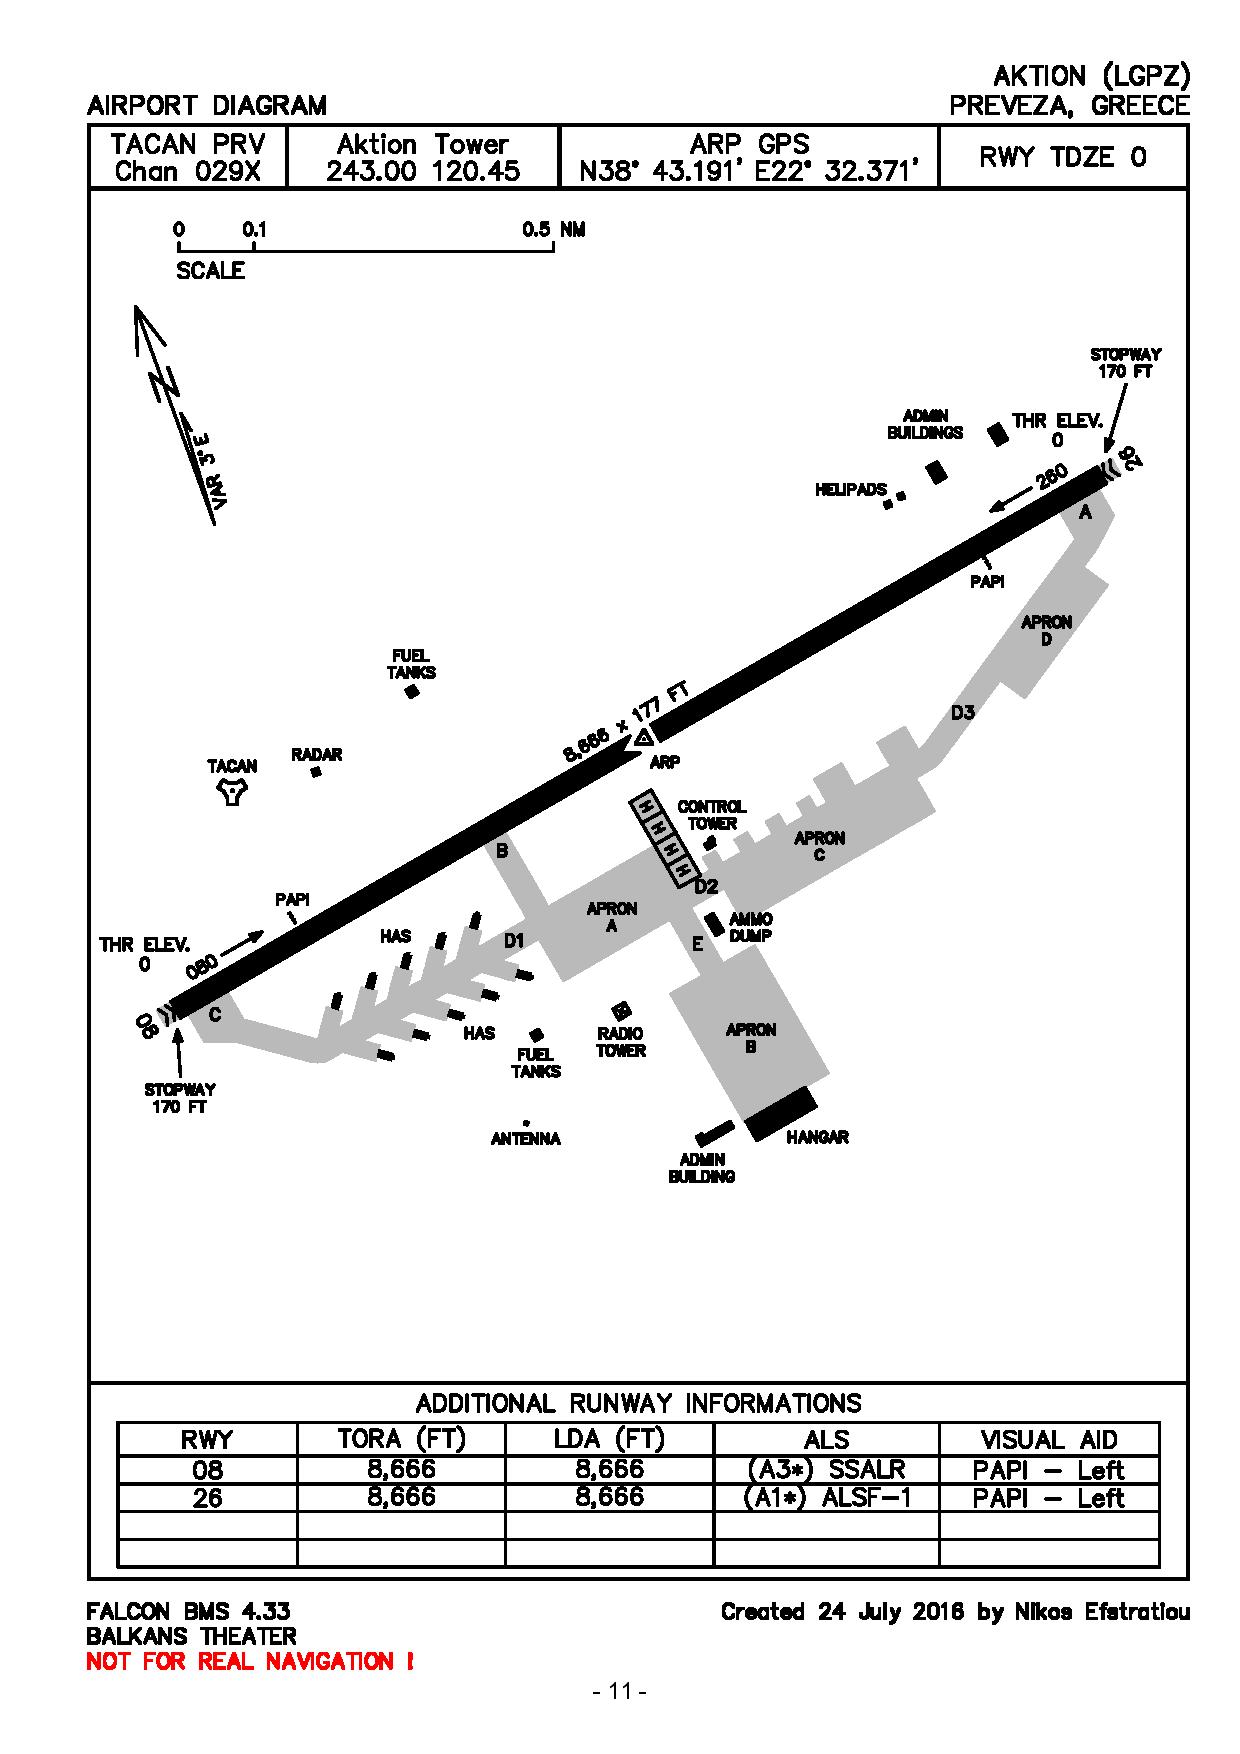 AKTION (LGPZ)
AIRPORT DIAGRAM
PREVEZA, GREECE
TACAN PRV
Chan 029X
Aktion Tower
243.00 120.45
ARP GPS
N38° 43.191' E22° 32.371'
RWY TDZE 0
0 0.1 0.5 NM
SCALE
VAR 3°E
STOPWAY
170 FT
ADMIN
BUILDINGS
THR ELEV.
0
26
260
HELIPADS
A
PAPI
APRON
D
FUEL
TANKS
D3
8,666 x 177 FT
RADAR
TACAN
ARP
H
H
H
H
CONTROL
TOWER
APRON
C
B
D2
PAPI
APRON
A
AMMO
DUMP
HAS
D1
E
THR ELEV.
0
080
08
C
HAS
FUEL
TANKS
RADIO
TOWER
APRON
B
STOPWAY
170 FT
ANTENNA
HANGAR
ADMIN
BUILDING
ADDITIONAL RUNWAY INFORMATIONS
RWY TORA (FT) LDA (FT) ALS VISUAL AID
08 8,666 8,666 (A3*) SSALR PAPI - Left
26 8,666 8,666 (A1*) ALSF-1 PAPI - Left
FALCON BMS 4.33
Created 24 July 2016 by Nikos Efstratiou
BALKANS THEATER
NOT FOR REAL NAVIGATION !
- 11 -